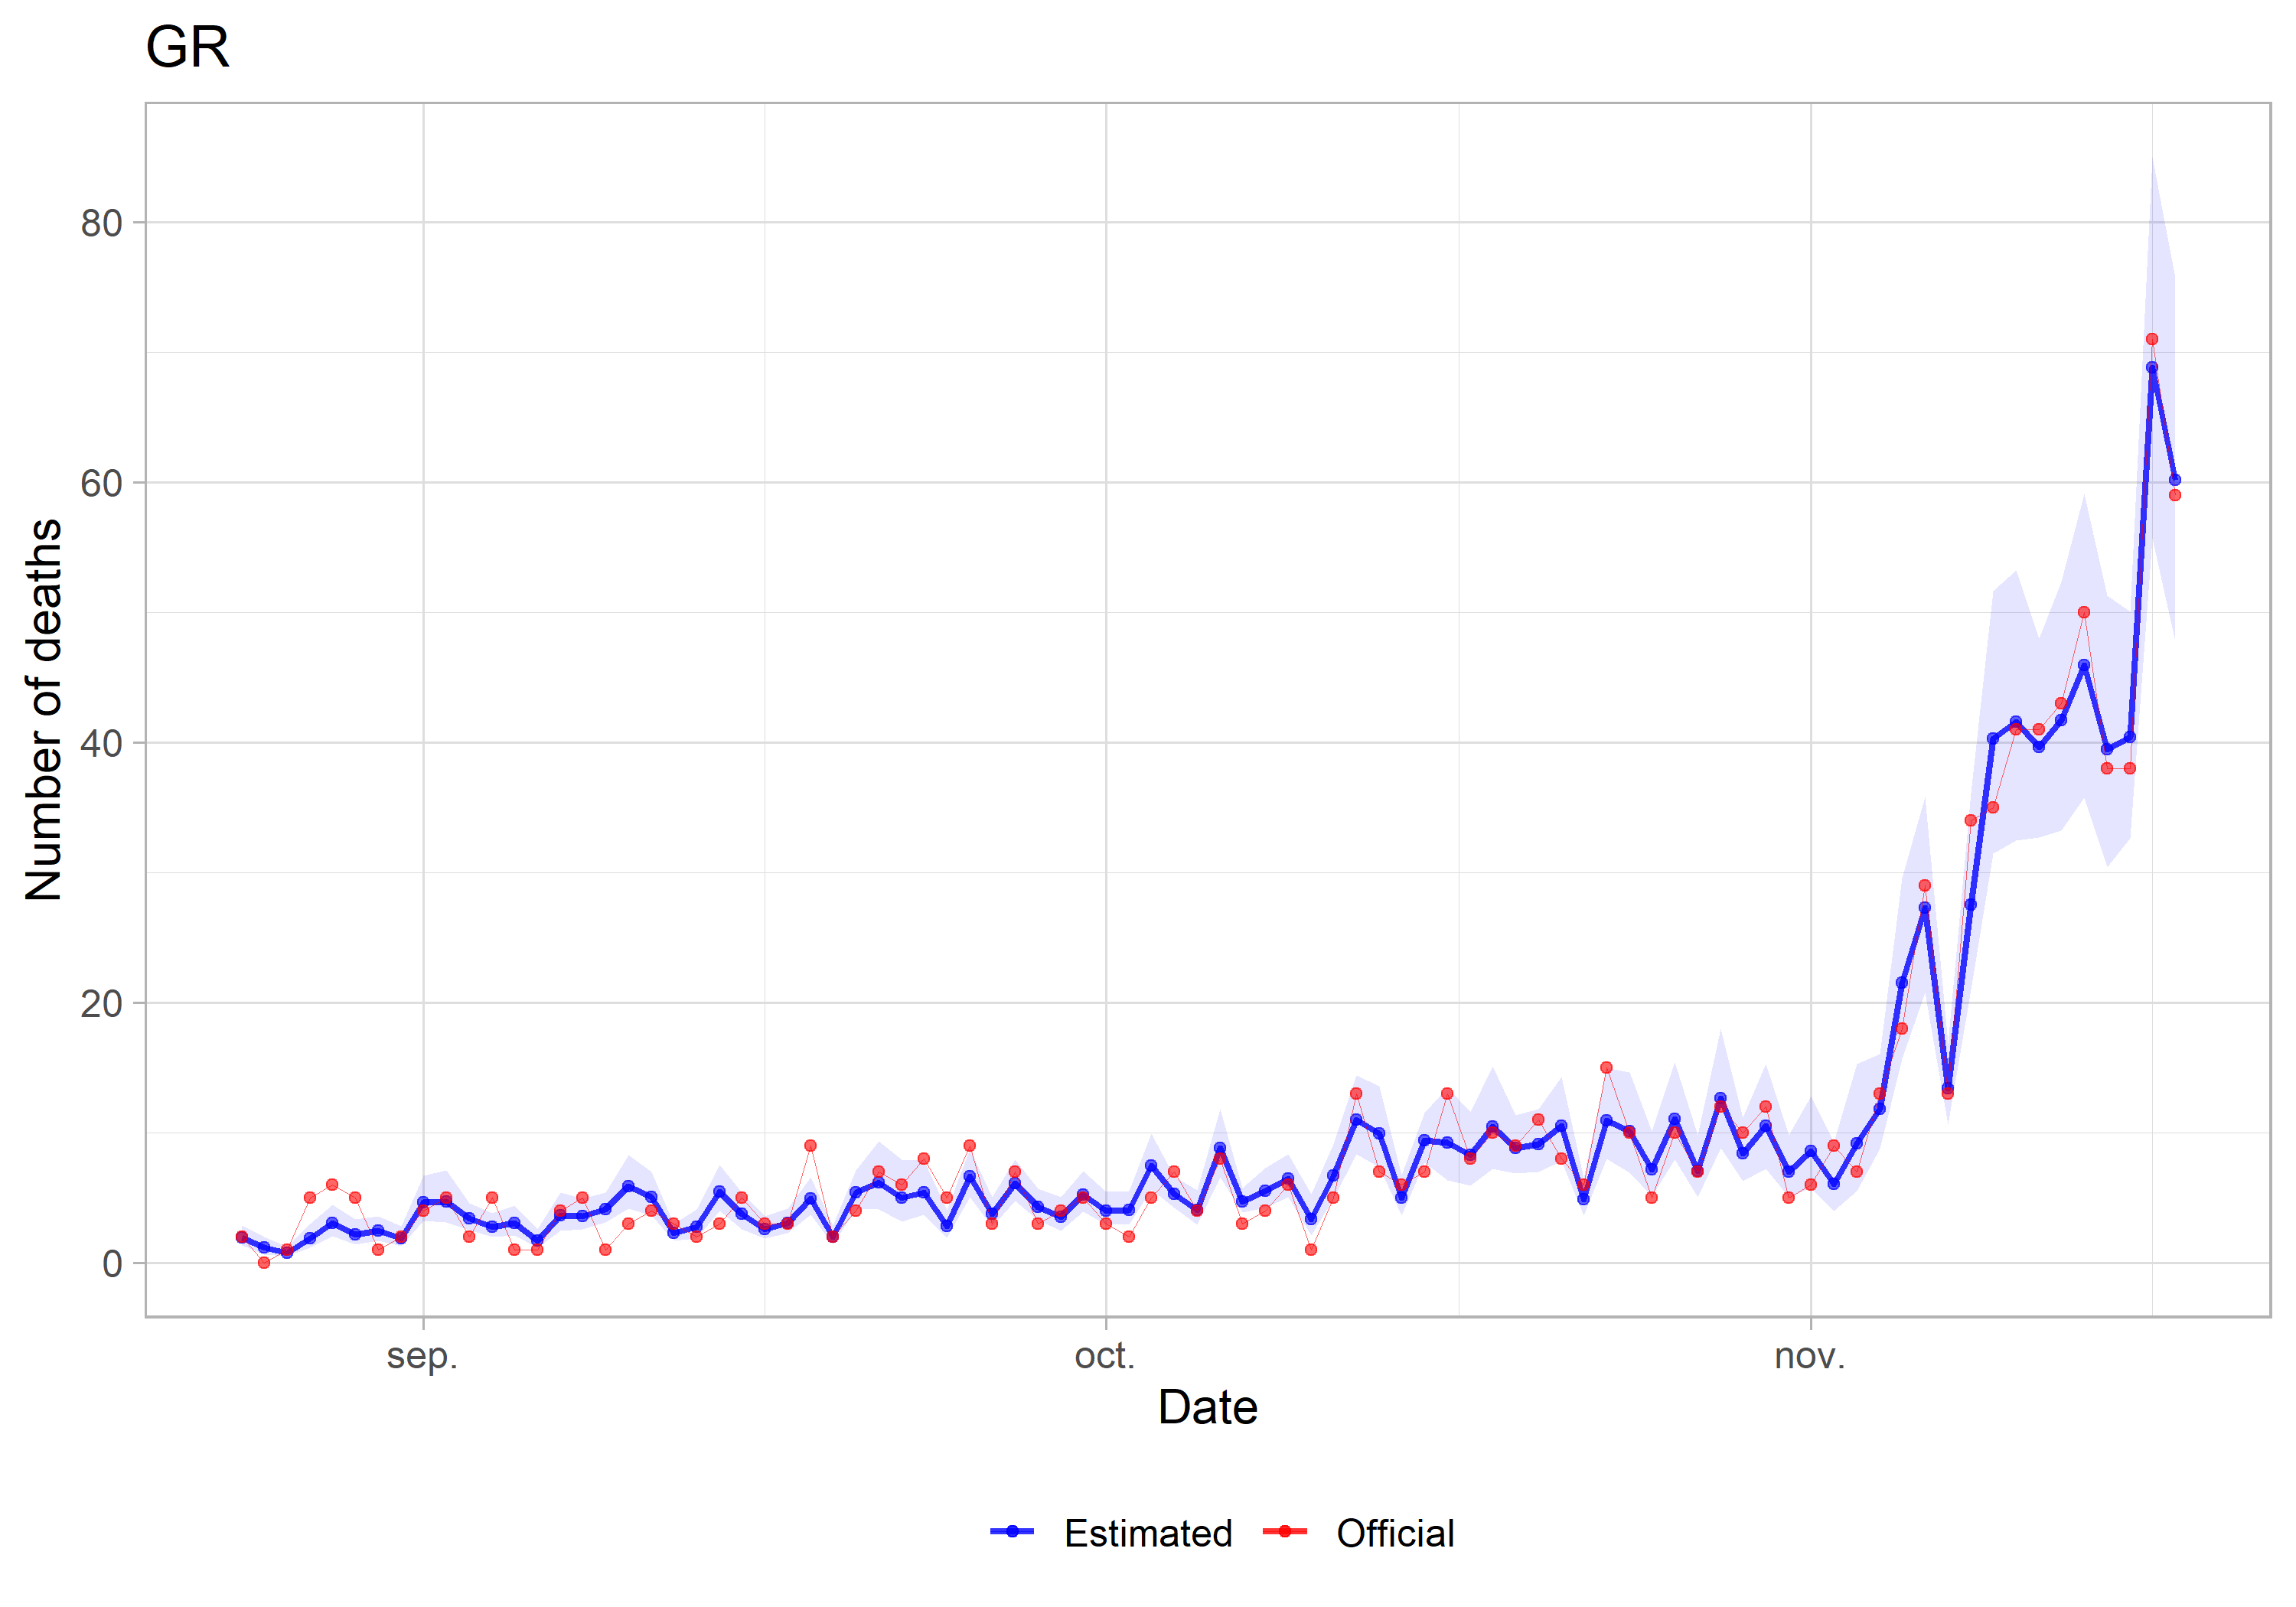 GR
80
60
40
20
0
Number of deaths
sep.
oct.
nov.
Date
Estimated
Official